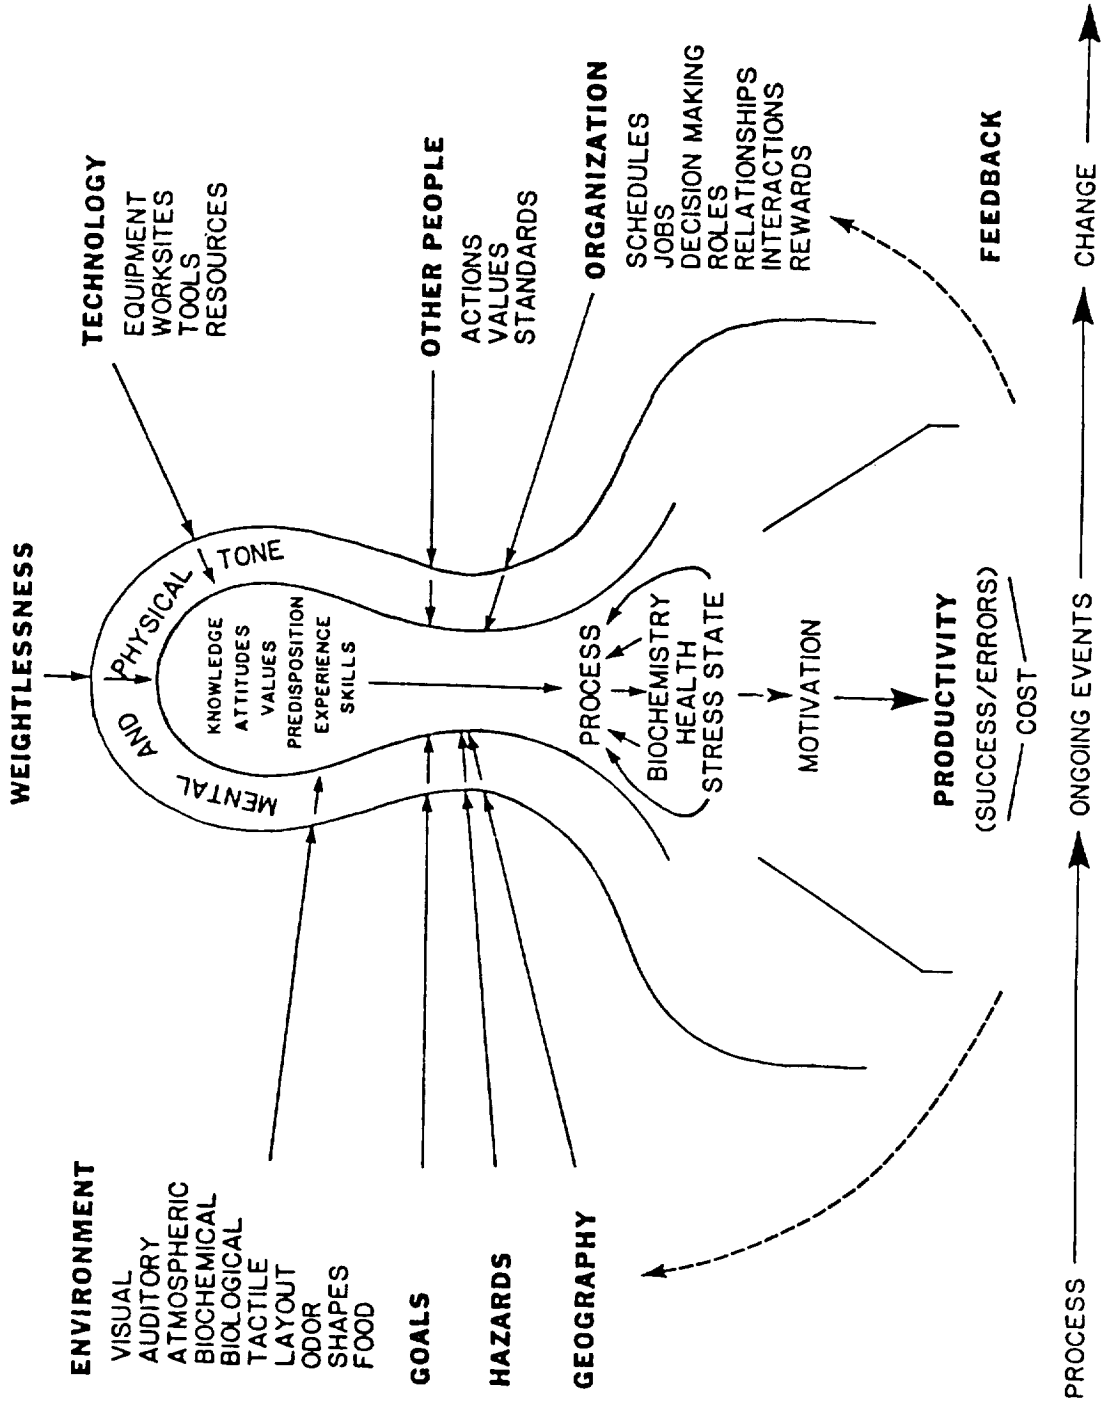 WEIGHTLESSNESS
ENVIRONMENT
VISUAL
AUDITORY
ATMOSPHERIC
BIOCHEMICAL
BIOLOGICAL
TACTILE
LAYOUT
ODOR
SHAPES
FOOD
GOALS
HAZARDS
GEOGRAPHY
MENTAL AND PHYSICAL TONE
KNOWLEDGE
ATTITUDES
VALUES
PREDISPOSITION
EXPERIENCE
SKILLS
TECHNOLOGY
EQUIPMENT
WORKSITES
TOOLS
RESOURCES
OTHER PEOPLE
ACTIONS
VALUES
STANDARDS
ORGANIZATION
SCHEDULES
JOBS
DECISION MAKING
ROLES
RELATIONSHIPS
INTERACTIONS
REWARDS
PROCESS
BIOCHEMISTRY
HEALTH
STRESS STATE
MOTIVATION
PRODUCTIVITY
(SUCCESS/ERRORS)
COST
FEEDBACK
PROCESS
ONGOING EVENTS
CHANGE